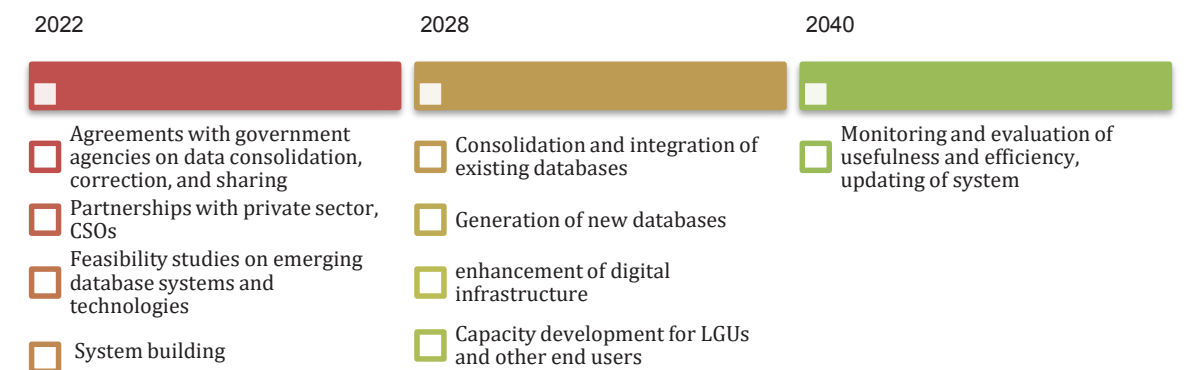 2022
2028
2040
Agreements with government
agencies on data consolidation,
correction, and sharing
Partnerships with private sector,
CSOs
Feasibility studies on emerging
database systems and
technologies
System building
Consolidation and integration of
existing databases
Generation of new databases
enhancement of digital
infrastructure
Capacity development for LGUs
and other end users
Monitoring and evaluation of
usefulness and efficiency,
updating of system